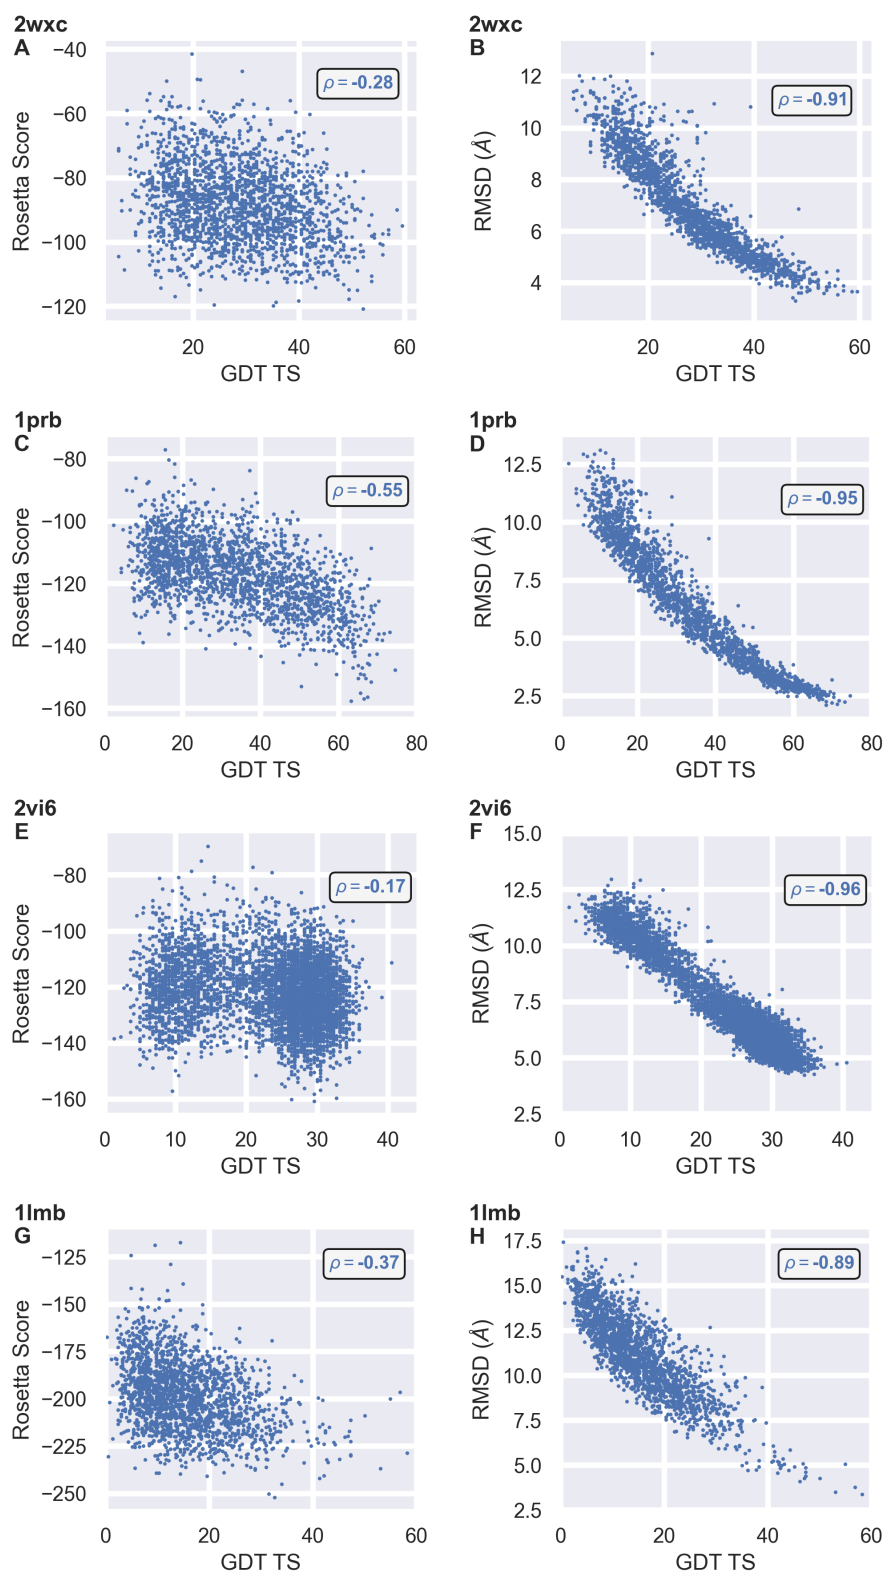 2wxc
A
−40
−60
−80
−100
−120
Rosetta Score
ρ = -0.28
20
40
60
GDT TS
2wxc
B
12
10
8
6
4
RMSD (Å)
ρ = -0.91
20
40
60
GDT TS
1prb
C
−80
−100
−120
−140
−160
Rosetta Score
ρ = -0.55
0
20
40
60
80
GDT TS
1prb
D
12.5
10.0
7.5
5.0
2.5
RMSD (Å)
ρ = -0.95
0
20
40
60
80
GDT TS
2vi6
E
−80
−100
−120
−140
−160
Rosetta Score
ρ = -0.17
0
10
20
30
40
GDT TS
2vi6
F
15.0
12.5
10.0
7.5
5.0
2.5
RMSD (Å)
ρ = -0.96
0
10
20
30
40
GDT TS
1lmb
G
−125
−150
−175
−200
−225
−250
Rosetta Score
ρ = -0.37
0
20
40
60
GDT TS
1lmb
H
17.5
15.0
12.5
10.0
7.5
5.0
2.5
RMSD (Å)
ρ = -0.89
0
20
40
60
GDT TS